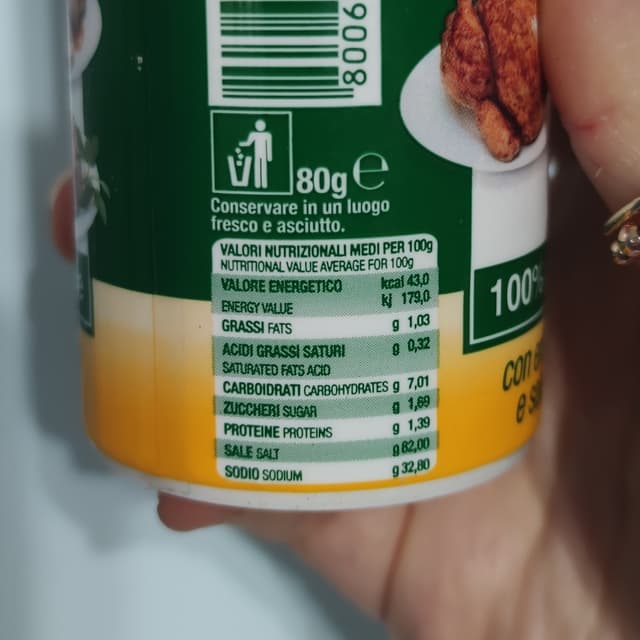 8006
80g e
Conservare in un luogo
fresco e asciutto.
VALORI NUTRIZIONALI MEDI PER 100g
NUTRITIONAL VALUE AVERAGE FOR 100g
VALORE ENERGETICO kcal 43,0
ENERGY VALUE kj 179,0
GRASSI FATS g 1,03
ACIDI GRASSI SATURI g 0,32
SATURATED FATS ACID
CARBOIDRATI CARBOHYDRATES g 7,01
ZUCCHERI SUGAR g 1,69
PROTEINE PROTEINS g 1,39
SALE SALT g 82,00
SODIO SODIUM g 32,80
100%
con
e